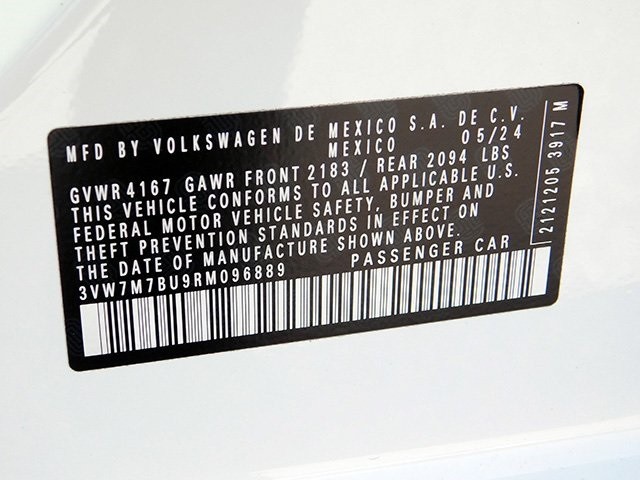 MFD BY VOLKSWAGEN DE MEXICO S.A. DE C.V.
MEXICO 05/24
GVWR 4167 GAWR FRONT 2183 / REAR 2094 LBS
THIS VEHICLE CONFORMS TO ALL APPLICABLE U.S.
FEDERAL MOTOR VEHICLE SAFETY, BUMPER AND
THEFT PREVENTION STANDARDS IN EFFECT ON
THE DATE OF MANUFACTURE SHOWN ABOVE.
3VW7M7BU9RM096889 PASSENGER CAR
2121205 3917 M